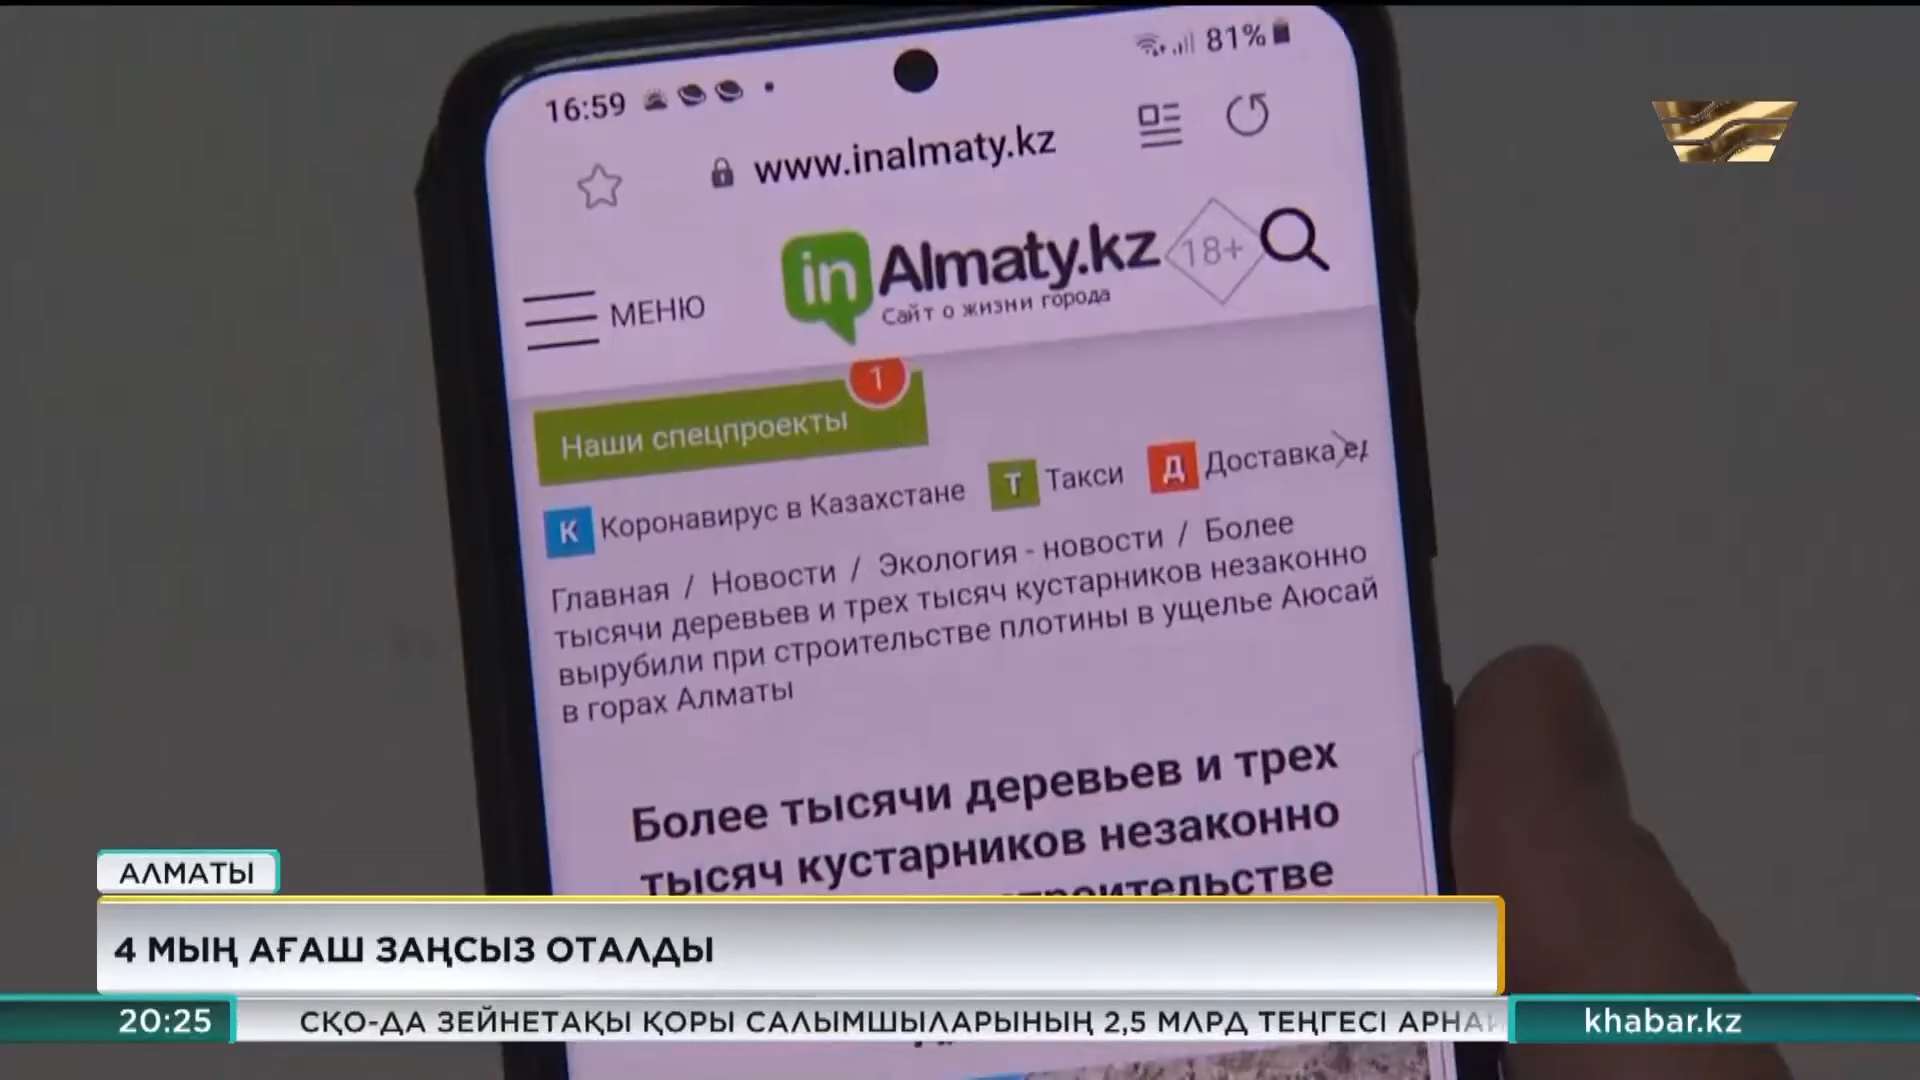 16:59
81%
www.inalmaty.kz
МЕНЮ
in Almaty.kz
18+
Сайт о жизни города
1
Наши спецпроекты
К Коронавирус в Казахстане
Т Такси
Д Доставка
Главная / Новости / Экология - новости / Более
тысячи деревьев и трех тысяч кустарников незаконно
вырубили при строительстве плотины в ущелье Аюсай
в горах Алматы
Более тысячи деревьев и трех
тысяч кустарников незаконно
строительстве
АЛМАТЫ
4 МЫҢ АҒАШ ЗАҢСЫЗ ОТАЛДЫ
20:25
СҚО-ДА ЗЕЙНЕТАҚЫ ҚОРЫ САЛЫМШЫЛАРЫНЫҢ 2,5 МЛРД ТЕҢГЕСІ
khabar.kz